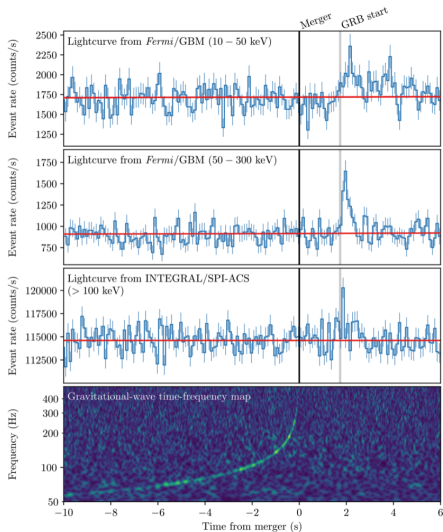 Merger
GRB start
2500
2250
2000
1750
1500
1250
Event rate (counts/s)
Lightcurve from Fermi/GBM (10 − 50 keV)
1750
1500
1250
1000
750
Event rate (counts/s)
Lightcurve from Fermi/GBM (50 − 300 keV)
120000
117500
115000
112500
Event rate (counts/s)
Lightcurve from INTEGRAL/SPI-ACS
(> 100 keV)
400
300
200
100
50
Frequency (Hz)
Gravitational-wave time-frequency map
−10 −8 −6 −4 −2 0 2 4 6
Time from merger (s)